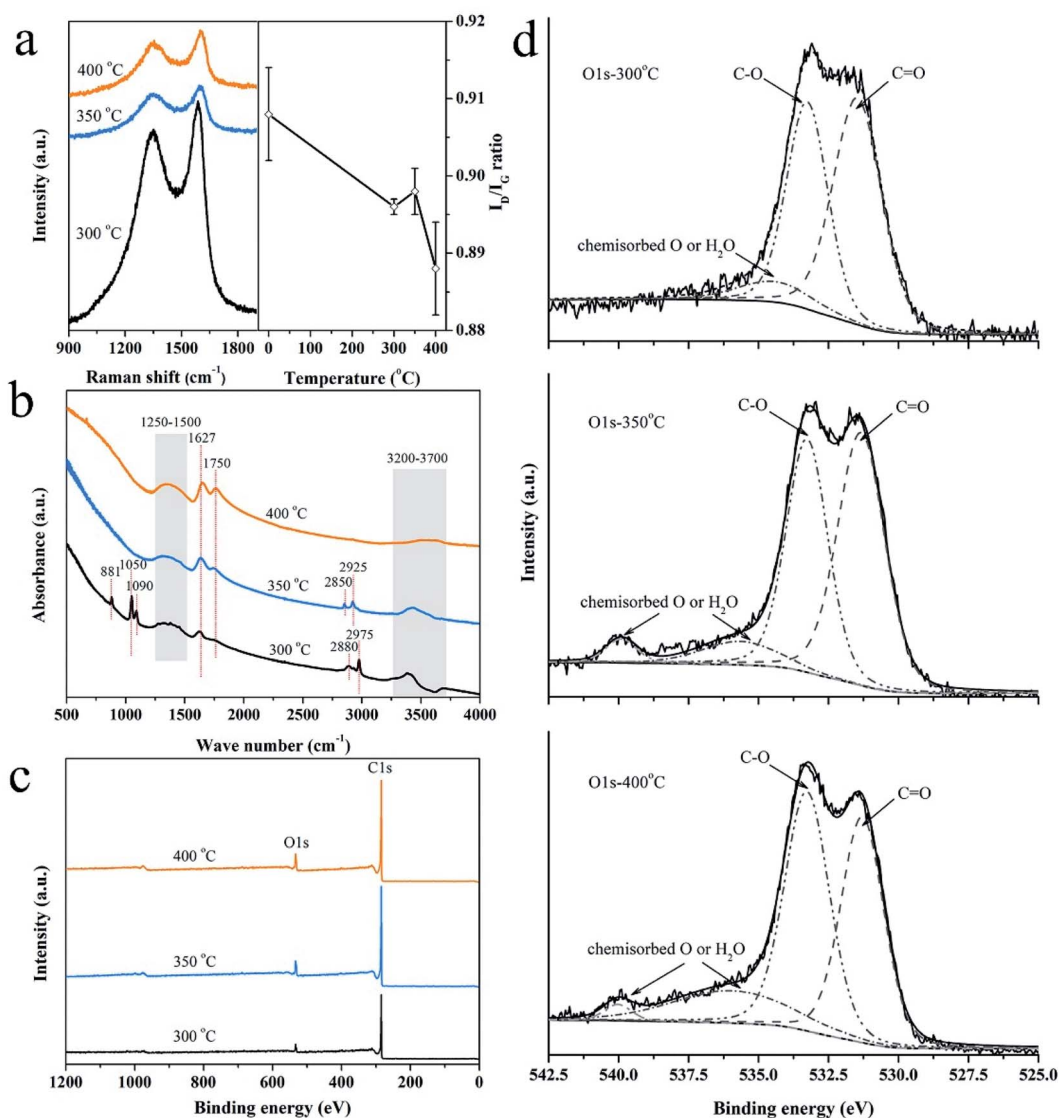 a
400 °C
350 °C
300 °C
Intensity (a.u.)
900 1200 1500 1800
Raman shift (cm-1)
0 100 200 300 400
Temperature (°C)
0.92
0.91
0.90
0.89
0.88
ID/IG ratio
b
1250-1500
1627
1750
3200-3700
400 °C
881
1050
1090
350 °C
2850
2925
300 °C
2880
2975
Absorbance (a.u.)
500 1000 1500 2000 2500 3000 3500 4000
Wave number (cm-1)
c
C1s
O1s
400 °C
350 °C
300 °C
Intensity (a.u.)
1200 1000 800 600 400 200 0
Binding energy (eV)
d
O1s-300°C
C-O
C=O
chemisorbed O or H2O
O1s-350°C
C-O
C=O
chemisorbed O or H2O
Intensity (a.u.)
O1s-400°C
C-O
C=O
chemisorbed O or H2O
542.5 540.0 537.5 535.0 532.5 530.0 527.5 525.0
Binding energy (eV)